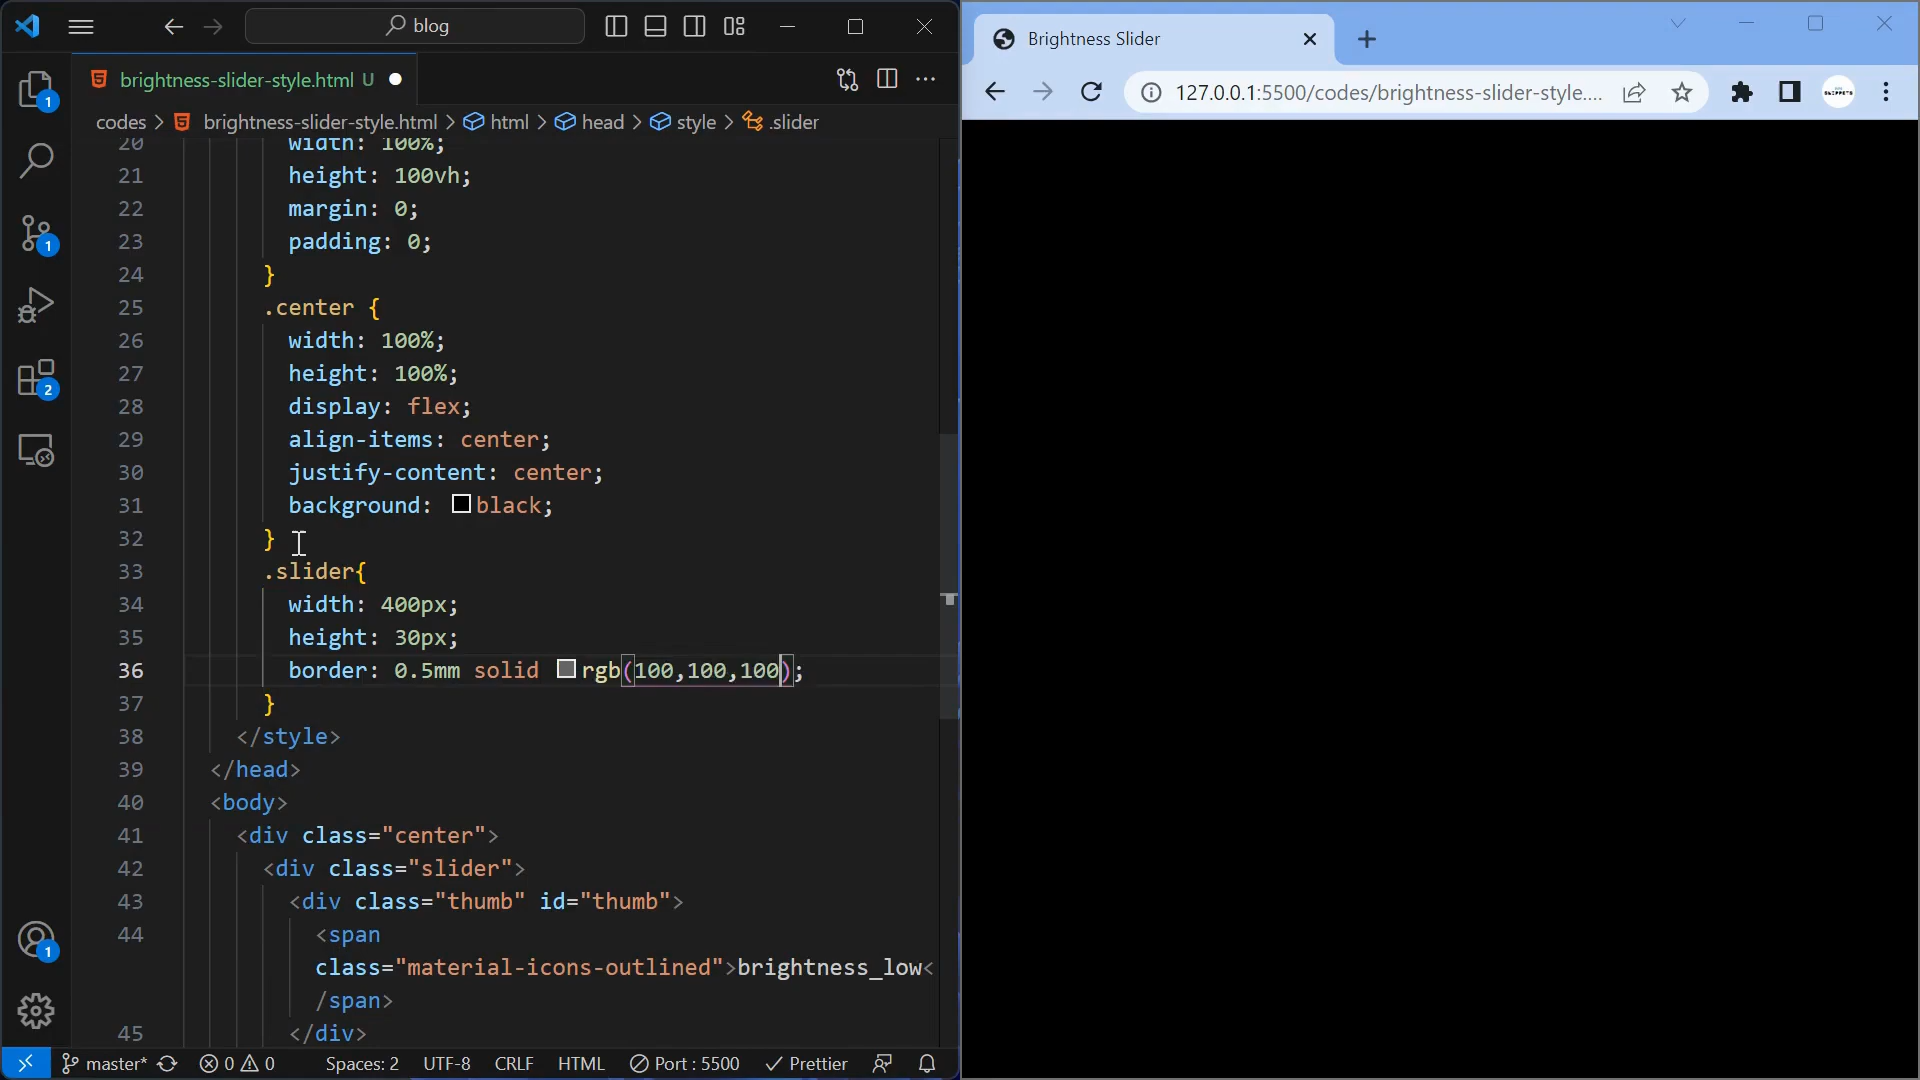 blog
brightness-slider-style.html U
codes > brightness-slider-style.html > html > head > style > .slider
20 width: 100%;
21 height: 100vh;
22 margin: 0;
23 padding: 0;
24 }
25 .center {
26 width: 100%;
27 height: 100%;
28 display: flex;
29 align-items: center;
30 justify-content: center;
31 background: black;
32 }
33 .slider{
34 width: 400px;
35 height: 30px;
36 border: 0.5mm solid rgb(100,100,100);
37 }
38 </style>
39 </head>
40 <body>
41 <div class="center">
42 <div class="slider">
43 <div class="thumb" id="thumb">
44 <span
class="material-icons-outlined">brightness_low<
/span>
45 </div>
1
1
2
1
master* 0 0 Spaces: 2 UTF-8 CRLF HTML Port : 5500 Prettier
Brightness Slider
127.0.0.1:5500/codes/brightness-slider-style....